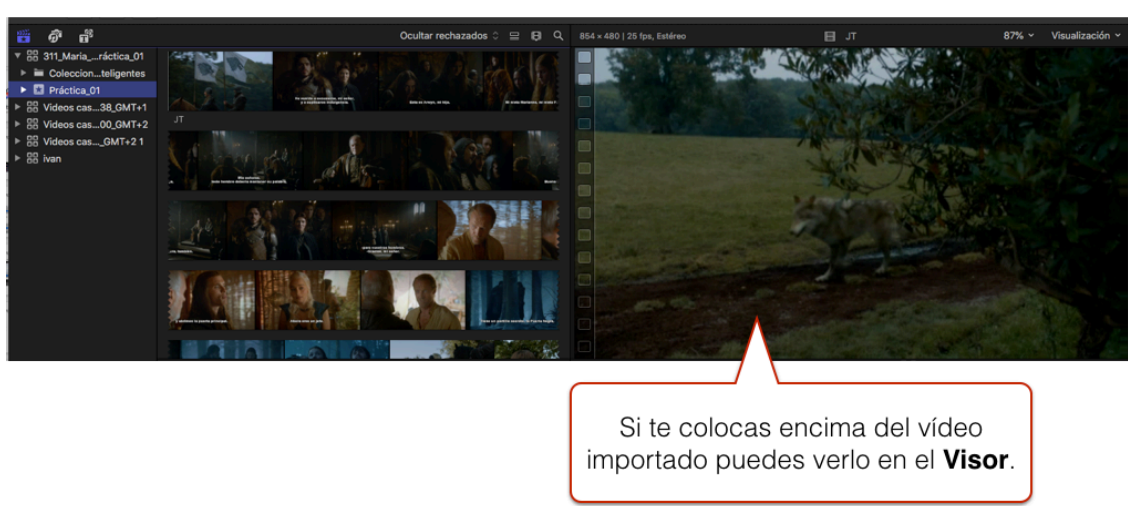 Ocultar rechazados
854 × 480 | 25 fps, Estéreo
JT
87%
Visualización
311_Maria_...ráctica_01
Coleccion...teligentes
Práctica_01
Videos cas...38_GMT+1
Videos cas...00_GMT+2
Videos cas..._GMT+2 1
ivan
JT
Si te colocas encima del vídeo
importado puedes verlo en el Visor.